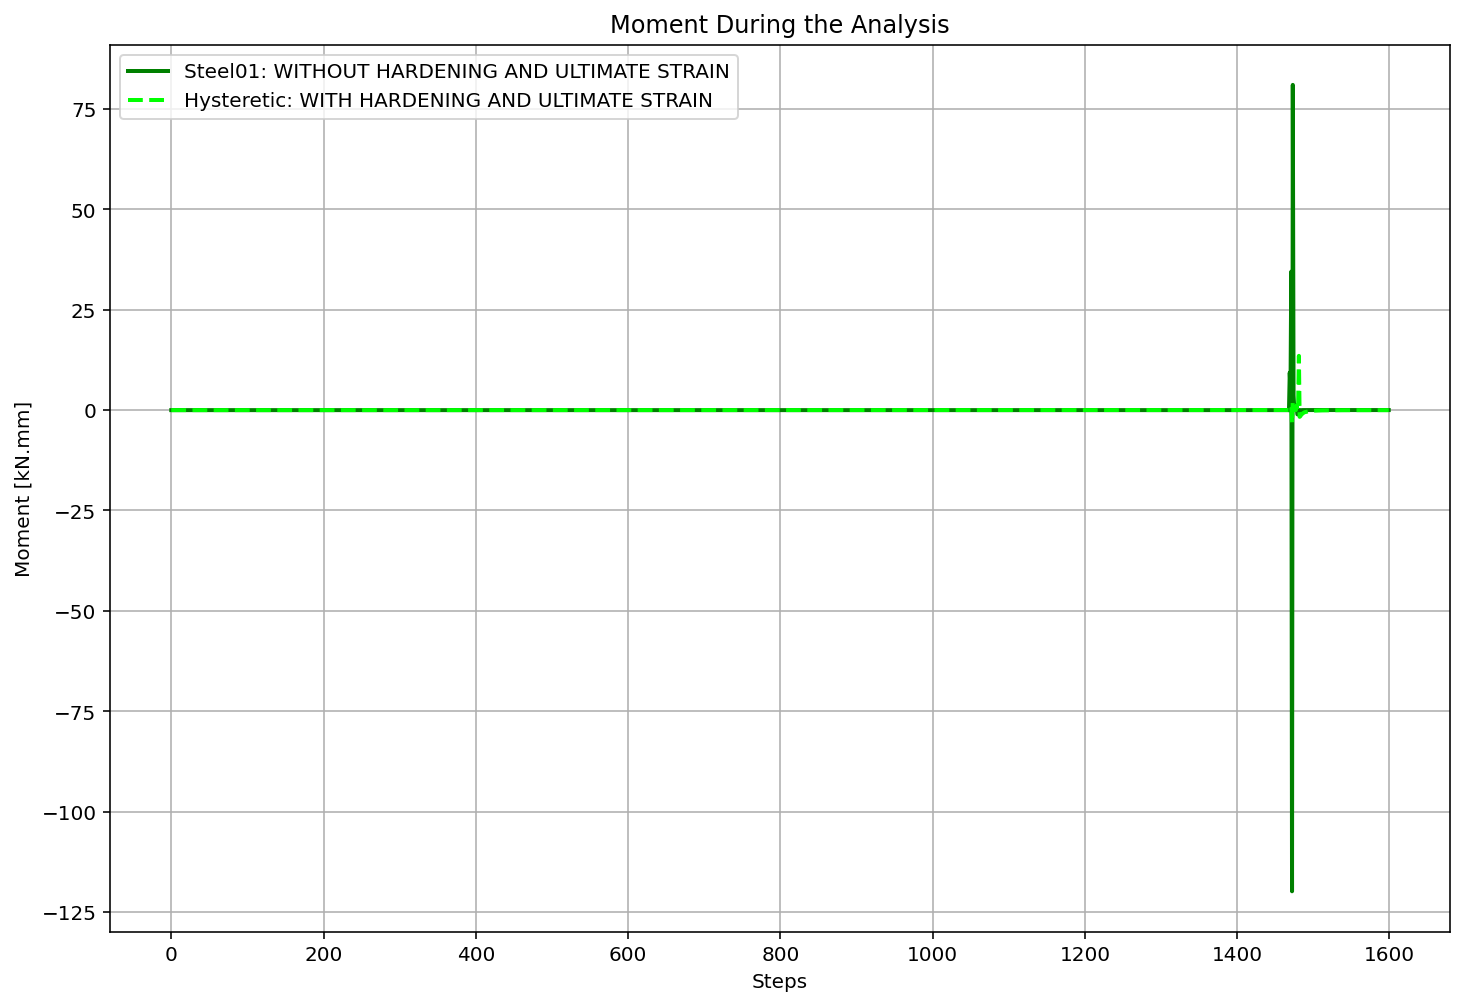 Moment During the Analysis
Steel01: WITHOUT HARDENING AND ULTIMATE STRAIN
Hysteretic: WITH HARDENING AND ULTIMATE STRAIN
75
50
25
0
−25
−50
−75
−100
−125
Moment [kN.mm]
0 200 400 600 800 1000 1200 1400 1600
Steps